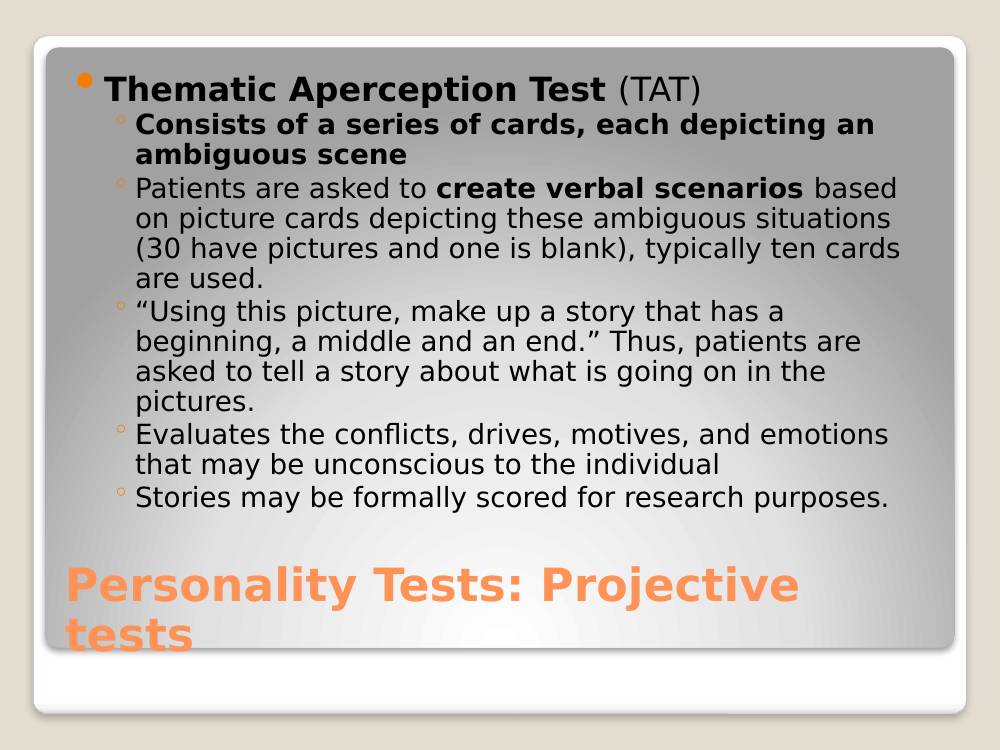 Thematic Aperception Test (TAT)
Consists of a series of cards, each depicting an
ambiguous scene
Patients are asked to create verbal scenarios based
on picture cards depicting these ambiguous situations
(30 have pictures and one is blank), typically ten cards
are used.
“Using this picture, make up a story that has a
beginning, a middle and an end.” Thus, patients are
asked to tell a story about what is going on in the
pictures.
Evaluates the conflicts, drives, motives, and emotions
that may be unconscious to the individual
Stories may be formally scored for research purposes.
Personality Tests: Projective
tests